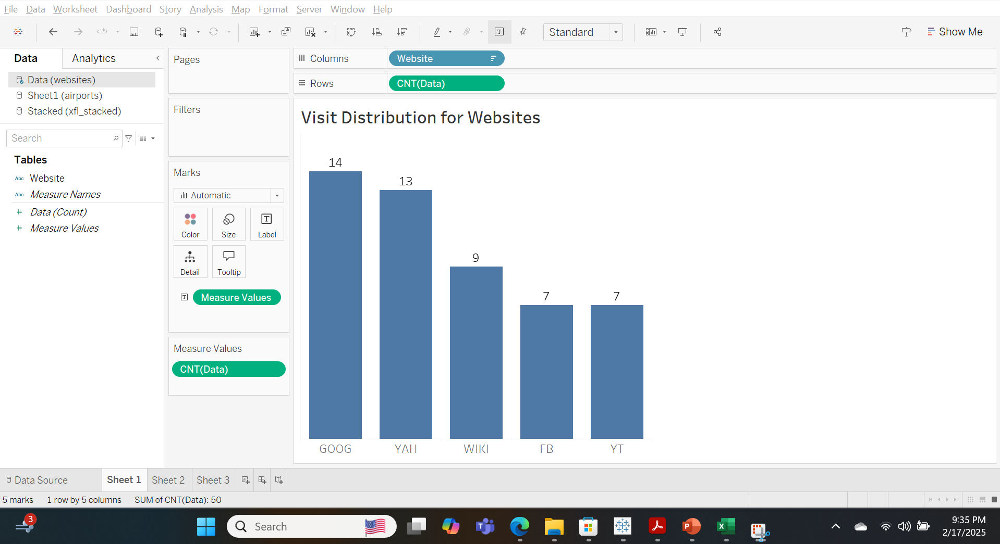 File Data Worksheet Dashboard Story Analysis Map Format Server Window Help
Standard
Show Me
Data Analytics
Data (websites)
Sheet1 (airports)
Stacked (xfl_stacked)
Search
Tables
Abc Website
Abc Measure Names
# Data (Count)
# Measure Values
Pages
Filters
Marks
Automatic
Color Size Label
Detail Tooltip
Measure Values
Measure Values
CNT(Data)
Columns Website
Rows CNT(Data)
Visit Distribution for Websites
14
13
9
7
7
GOOG YAH WIKI FB YT
Data Source Sheet 1 Sheet 2 Sheet 3
5 marks 1 row by 5 columns SUM of CNT(Data): 50
3
Search
9:35 PM
2/17/2025